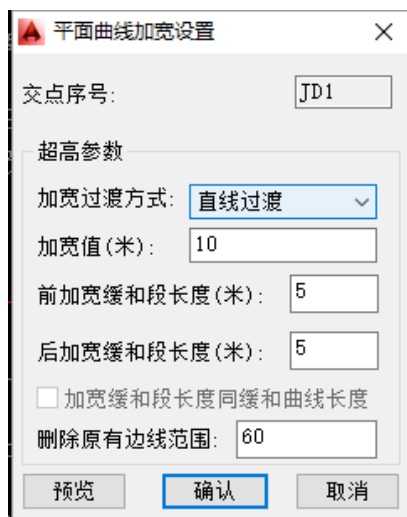 平面曲线加宽设置
交点序号: JD1
超高参数
加宽过渡方式: 直线过渡
加宽值(米): 10
前加宽缓和段长度(米): 5
后加宽缓和段长度(米): 5
加宽缓和段长度同缓和曲线长度
删除原有边线范围: 60
预览 确认 取消